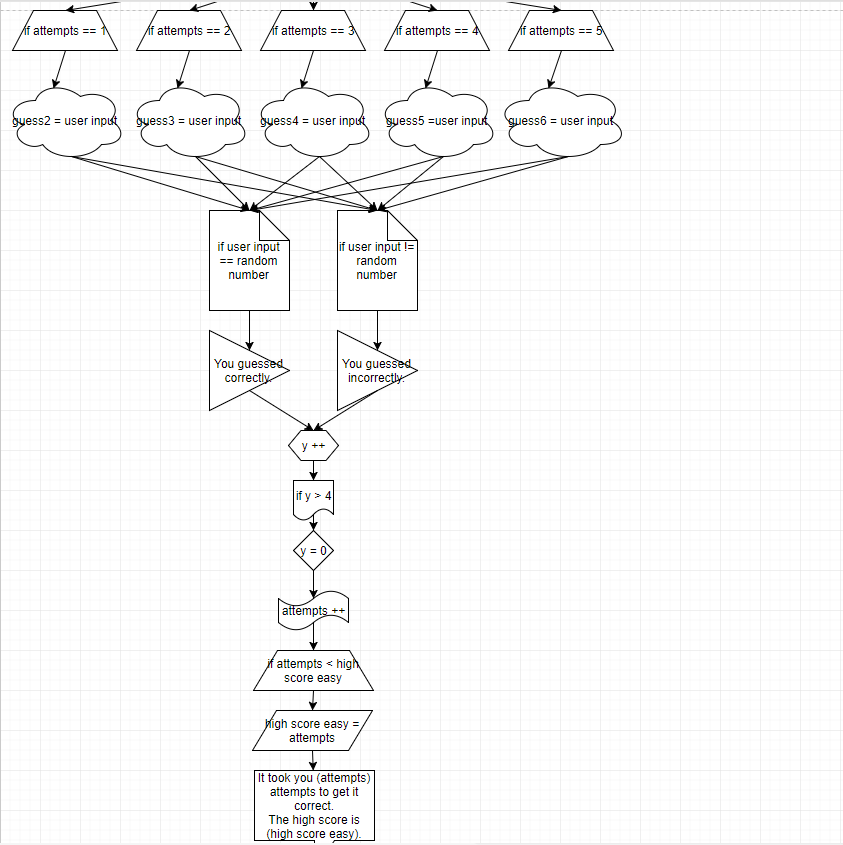 if attempts == 1
if attempts == 2
if attempts == 3
if attempts == 4
if attempts == 5
guess2 = user input
guess3 = user input
guess4 = user input
guess5 =user input
guess6 = user input
if user input
== random
number
if user input !=
random
number
You guessed
correctly.
You guessed
incorrectly.
y ++
if y > 4
y = 0
attempts ++
if attempts < high
score easy
high score easy =
attempts
It took you (attempts)
attempts to get it
correct.
The high score is
(high score easy).